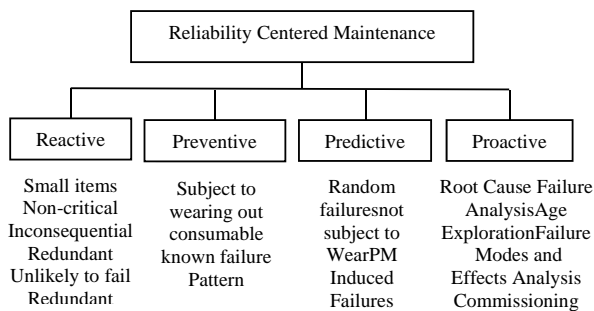 Reliability Centered Maintenance
Reactive
Preventive
Predictive
Proactive
Small items
Non-critical
Inconsequential
Redundant
Unlikely to fail
Redundant
Subject to
wearing out
consumable
known failure
Pattern
Random
failuresnot
subject to
WearPM
Induced
Failures
Root Cause Failure
AnalysisAge
ExplorationFailure
Modes and
Effects Analysis
Commissioning